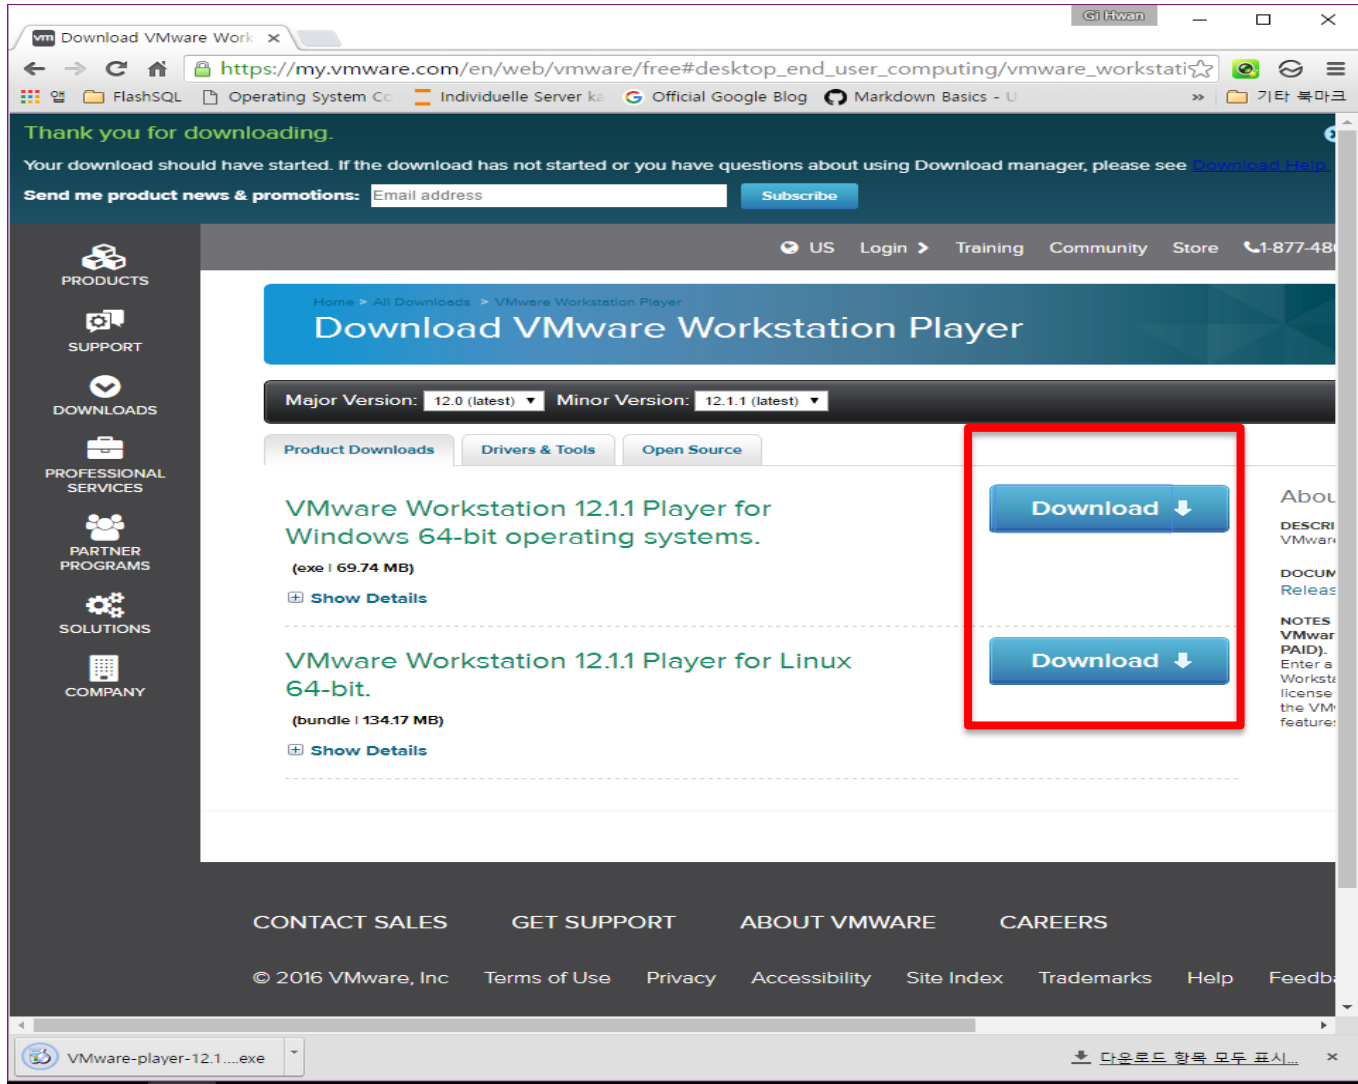 Gi Hwan
vm Download VMware Work
https://my.vmware.com/en/web/vmware/free#desktop_end_user_computing/vmware_workstati
앱 FlashSQL Operating System Co Individuelle Server ka Official Google Blog Markdown Basics - U » 기타 북마크
Thank you for downloading.
Your download should have started. If the download has not started or you have questions about using Download manager, please see Download Help.
Send me product news & promotions: Email address Subscribe
US Login Training Community Store 1-877-48
PRODUCTS
SUPPORT
DOWNLOADS
PROFESSIONAL
SERVICES
PARTNER
PROGRAMS
SOLUTIONS
COMPANY
Home > All Downloads > VMware Workstation Player
Download VMware Workstation Player
Major Version: 12.0 (latest) Minor Version: 12.1.1 (latest)
Product Downloads Drivers & Tools Open Source
VMware Workstation 12.1.1 Player for
Windows 64-bit operating systems.
(exe | 69.74 MB)
Show Details
Download
VMware Workstation 12.1.1 Player for Linux
64-bit.
(bundle | 134.17 MB)
Show Details
Download
Abou
DESCRI
VMware
DOCUM
Releas
NOTES
VMwar
PAID).
Enter a
Worksta
license
the VM
features
CONTACT SALES GET SUPPORT ABOUT VMWARE CAREERS
© 2016 VMware, Inc Terms of Use Privacy Accessibility Site Index Trademarks Help Feedba
VMware-player-12.1....exe
다운로드 항목 모두 표시...